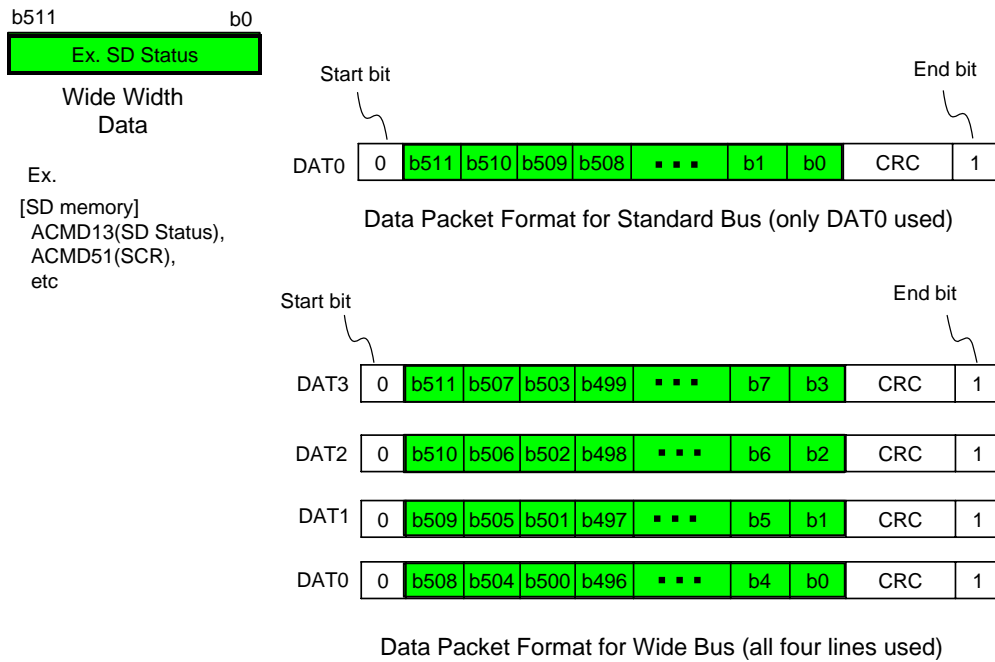 b511 b0
Ex. SD Status
Wide Width
Data
Ex.
[SD memory]
ACMD13(SD Status),
ACMD51(SCR),
etc
Start bit End bit
DAT0 0 b511 b510 b509 b508 ▪ ▪ ▪ b1 b0 CRC 1
Data Packet Format for Standard Bus (only DAT0 used)
Start bit End bit
DAT3 0 b511 b507 b503 b499 ▪ ▪ ▪ b7 b3 CRC 1
DAT2 0 b510 b506 b502 b498 ▪ ▪ ▪ b6 b2 CRC 1
DAT1 0 b509 b505 b501 b497 ▪ ▪ ▪ b5 b1 CRC 1
DAT0 0 b508 b504 b500 b496 ▪ ▪ ▪ b4 b0 CRC 1
Data Packet Format for Wide Bus (all four lines used)